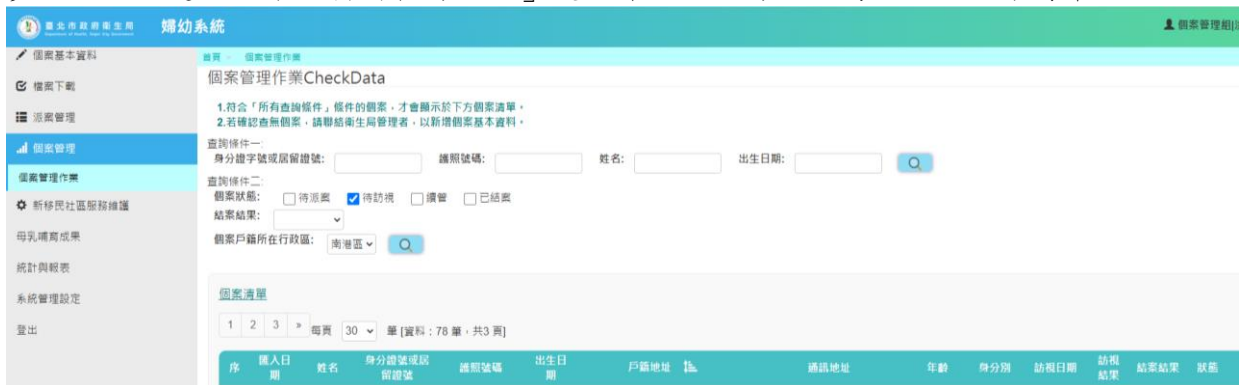 臺北市政府衛生局 婦幼系統
個案管理組
個案基本資料
檔案下載
派案管理
個案管理
個案管理作業
新移民社區服務維護
母乳哺育成果
統計與報表
系統管理設定
登出
首頁 - 個案管理作業
個案管理作業CheckData
1.符合「所有查詢條件」條件的個案,才會顯示於下方個案清單。
2.若確認查無個案,請聯絡衛生局管理者,以新增個案基本資料。
查詢條件一:
身分證字號或居留證號: 護照號碼: 姓名: 出生日期:
查詢條件二:
個案狀態: 待派案 待訪視 續管 已結案
結案結果:
個案戶籍所在行政區: 南港區
個案清單
1 2 3 » 每頁 30 筆 [資料:78 筆,共3 頁]
序 匯入日期 姓名 身分證號或居留證號 護照號碼 出生日期 戶籍地址 通訊地址 年齡 身分別 訪視日期 訪視結果 結案結果 狀態